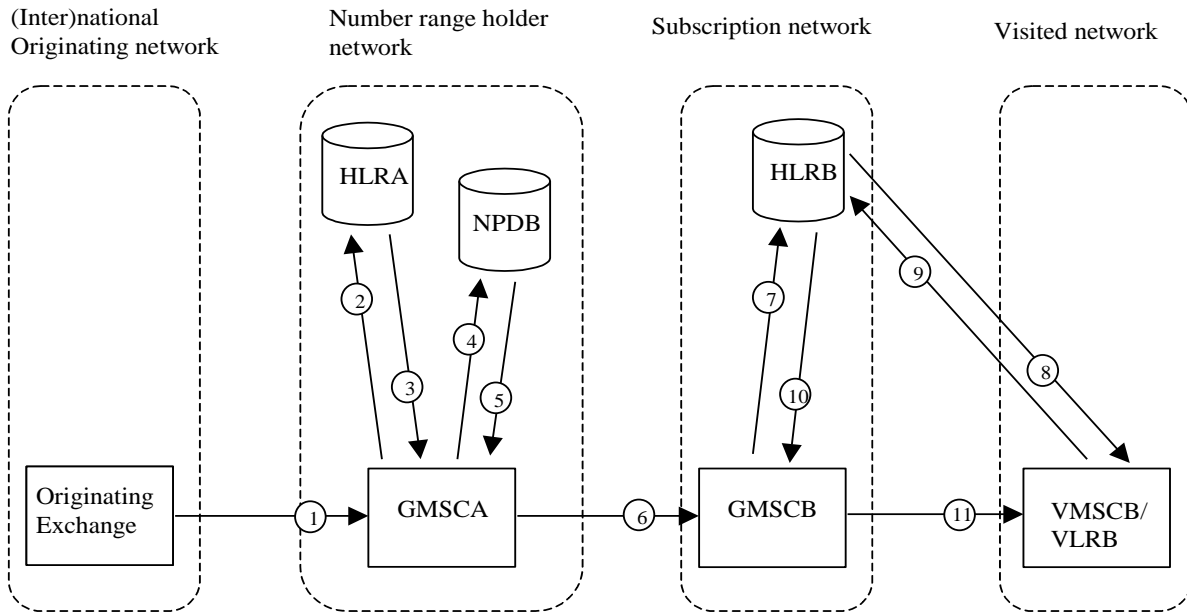 (Inter)national
Originating network
Number range holder
network
Subscription network
Visited network
HLRA
NPDB
HLRB
2
4
3
5
7
10
9
8
Originating
Exchange
1
GMSCA
6
GMSCB
11
VMSCB/
VLRB